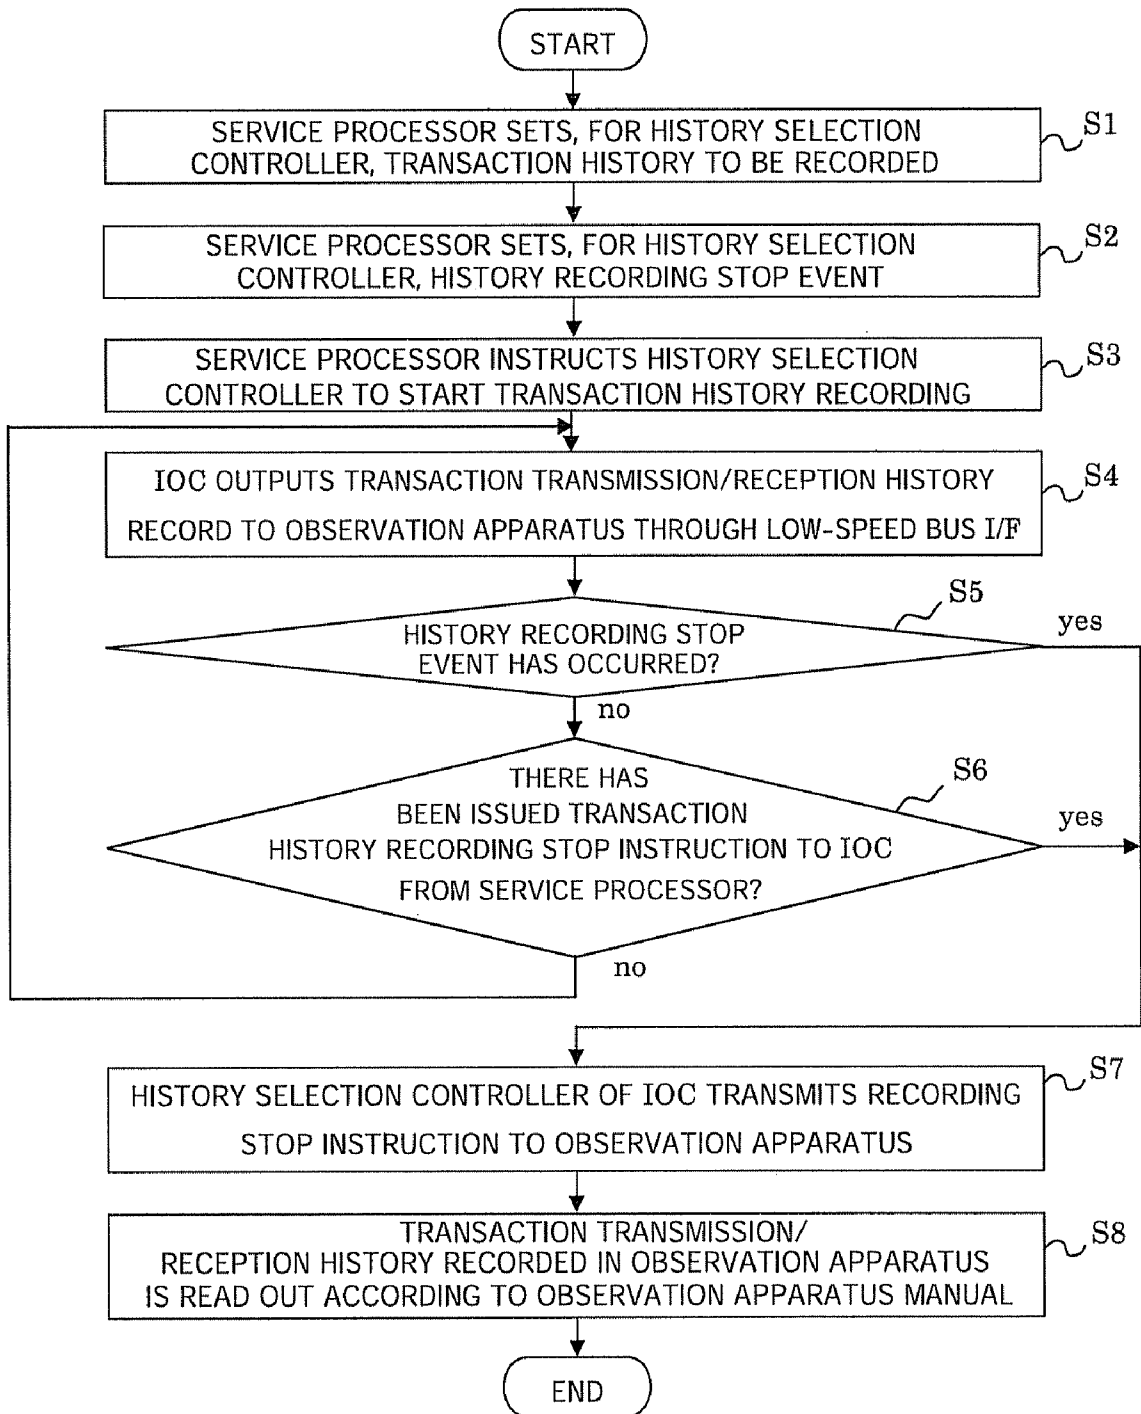 START
SERVICE PROCESSOR SETS, FOR HISTORY SELECTION
CONTROLLER, TRANSACTION HISTORY TO BE RECORDED
S1
SERVICE PROCESSOR SETS, FOR HISTORY SELECTION
CONTROLLER, HISTORY RECORDING STOP EVENT
S2
SERVICE PROCESSOR INSTRUCTS HISTORY SELECTION
CONTROLLER TO START TRANSACTION HISTORY RECORDING
S3
IOC OUTPUTS TRANSACTION TRANSMISSION/RECEPTION HISTORY
RECORD TO OBSERVATION APPARATUS THROUGH LOW-SPEED BUS I/F
S4
HISTORY RECORDING STOP
EVENT HAS OCCURRED?
S5
yes
no
THERE HAS
BEEN ISSUED TRANSACTION
HISTORY RECORDING STOP INSTRUCTION TO IOC
FROM SERVICE PROCESSOR?
S6
yes
no
HISTORY SELECTION CONTROLLER OF IOC TRANSMITS RECORDING
STOP INSTRUCTION TO OBSERVATION APPARATUS
S7
TRANSACTION TRANSMISSION/
RECEPTION HISTORY RECORDED IN OBSERVATION APPARATUS
IS READ OUT ACCORDING TO OBSERVATION APPARATUS MANUAL
S8
END